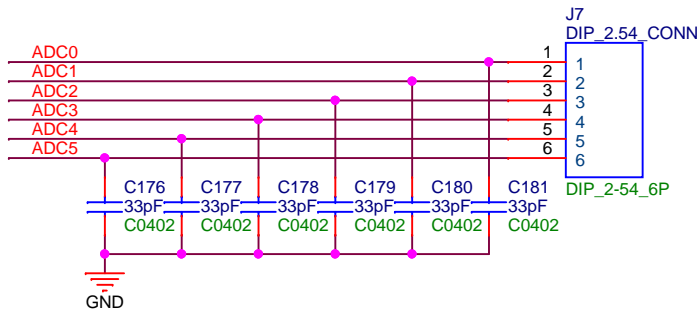 J7
DIP_2.54_CONN
ADC0
ADC1
ADC2
ADC3
ADC4
ADC5
1
2
3
4
5
6
1
2
3
4
5
6
DIP_2-54_6P
C176 C177 C178 C179 C180 C181
33pF 33pF 33pF 33pF 33pF 33pF
C0402 C0402 C0402 C0402 C0402 C0402
GND